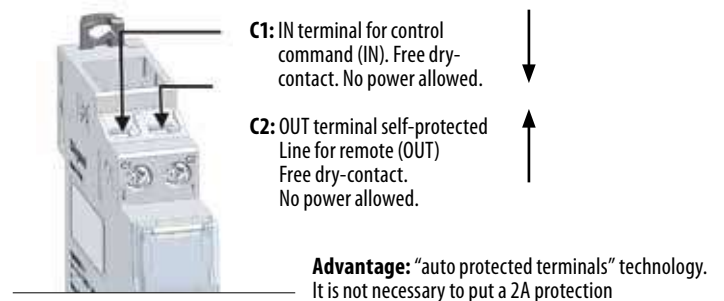 C1: IN terminal for control
command (IN). Free dry-
contact. No power allowed.
C2: OUT terminal self-protected
Line for remote (OUT)
Free dry-contact.
No power allowed.
Advantage: “auto protected terminals” technology.
It is not necessary to put a 2A protection